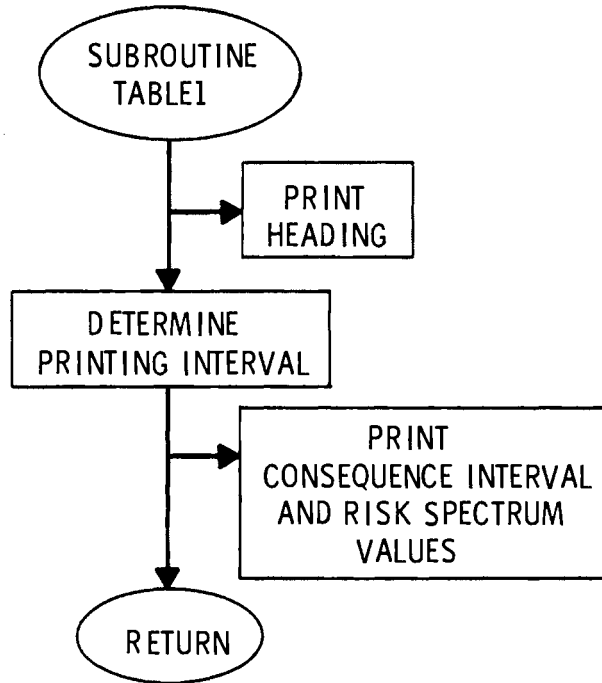 SUBROUTINE
TABLE1
PRINT
HEADING
DETERMINE
PRINTING INTERVAL
PRINT
CONSEQUENCE INTERVAL
AND RISK SPECTRUM
VALUES
RETURN